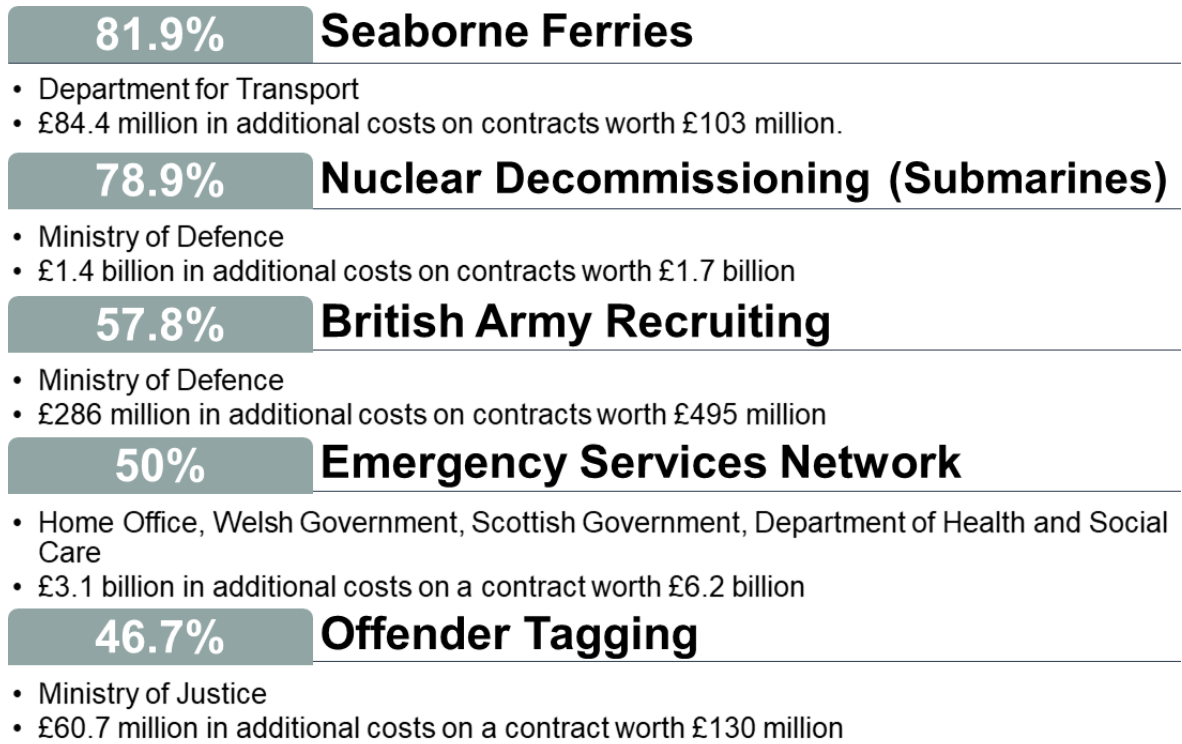 81.9% Seaborne Ferries
• Department for Transport
• £84.4 million in additional costs on contracts worth £103 million.
78.9% Nuclear Decommissioning (Submarines)
• Ministry of Defence
• £1.4 billion in additional costs on contracts worth £1.7 billion
57.8% British Army Recruiting
• Ministry of Defence
• £286 million in additional costs on contracts worth £495 million
50% Emergency Services Network
• Home Office, Welsh Government, Scottish Government, Department of Health and Social
Care
• £3.1 billion in additional costs on a contract worth £6.2 billion
46.7% Offender Tagging
• Ministry of Justice
• £60.7 million in additional costs on a contract worth £130 million